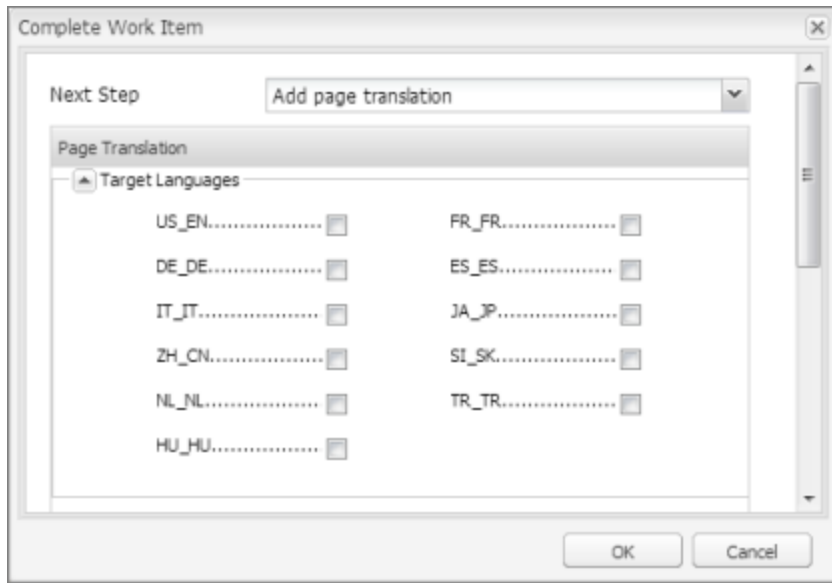 Complete Work Item
Next Step Add page translation
Page Translation
Target Languages
US_EN................... FR_FR...................
DE_DE................... ES_ES...................
IT_IT.................... JA_JP...................
ZH_CN.................. SI_SK...................
NL_NL................... TR_TR...................
HU_HU..................
OK Cancel